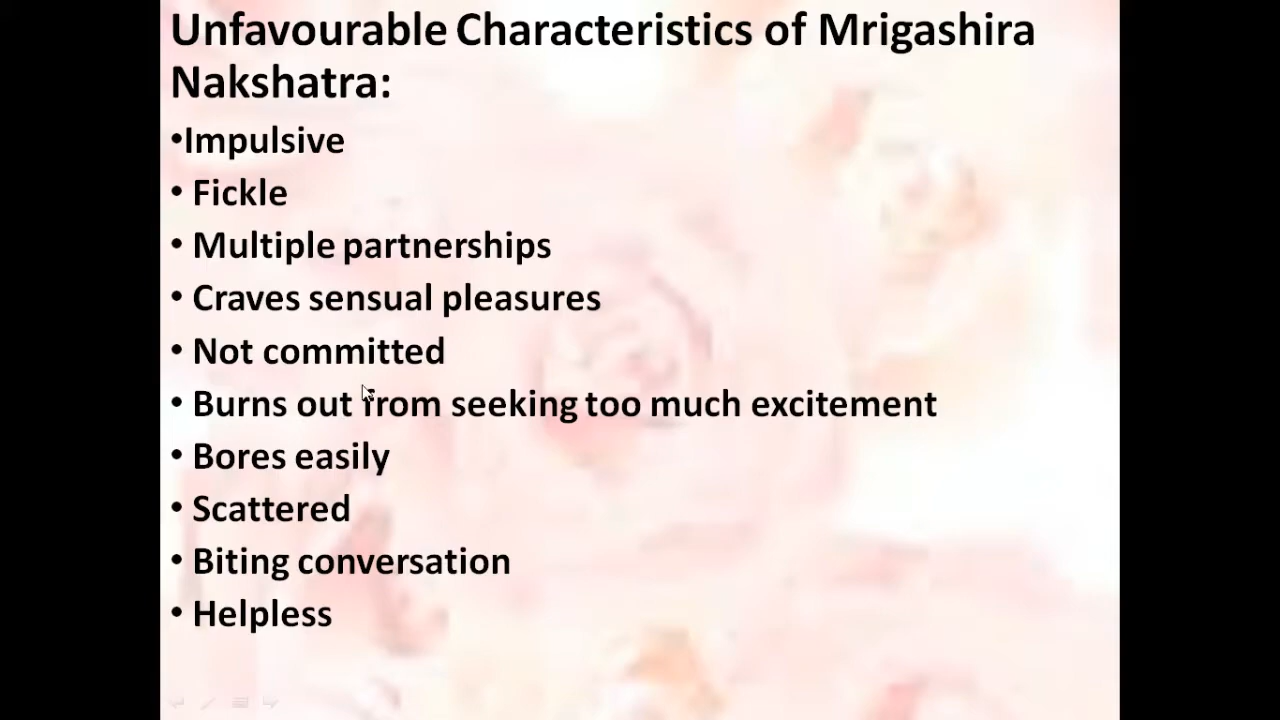 Unfavourable Characteristics of Mrigashira
Nakshatra:
•Impulsive
• Fickle
• Multiple partnerships
• Craves sensual pleasures
• Not committed
• Burns out from seeking too much excitement
• Bores easily
• Scattered
• Biting conversation
• Helpless